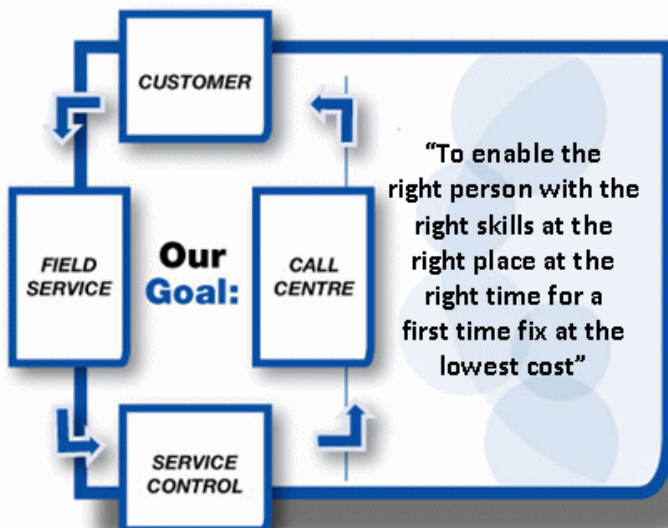 CUSTOMER
FIELD
SERVICE
Our
Goal:
CALL
CENTRE
SERVICE
CONTROL
“To enable the
right person with the
right skills at the
right place at the
right time for a
first time fix at the
lowest cost”